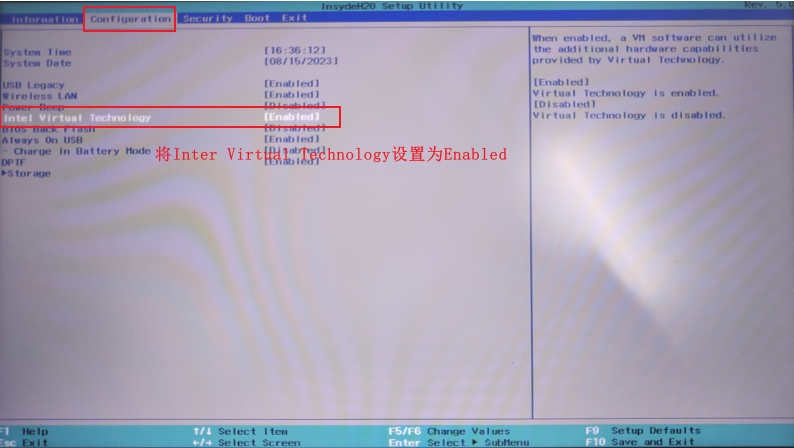 InsydeH20 Setup Utility Rev. 5.0
Information Configuration Security Boot Exit
System Time [16:36:12]
System Date [08/15/2023]
USB Legacy [Enabled]
Wireless LAN [Enabled]
Power Beep [Disabled]
Intel Virtual Technology [Enabled]
BIOS Back Flash [Disabled]
Always On USB [Enabled]
- Charge in Battery Mode [Disabled]
DPTF [Enabled]
▶Storage
将Inter Virtual Technology设置为Enabled
When enabled, a VM software can utilize
the additional hardware capabilities
provided by Virtual Technology.
[Enabled]
Virtual Technology is enabled.
[Disabled]
Virtual Technology is disabled.
F1 Help ↑/↓ Select Item F5/F6 Change Values F9 Setup Defaults
Esc Exit ←/→ Select Screen Enter Select ▶ SubMenu F10 Save and Exit